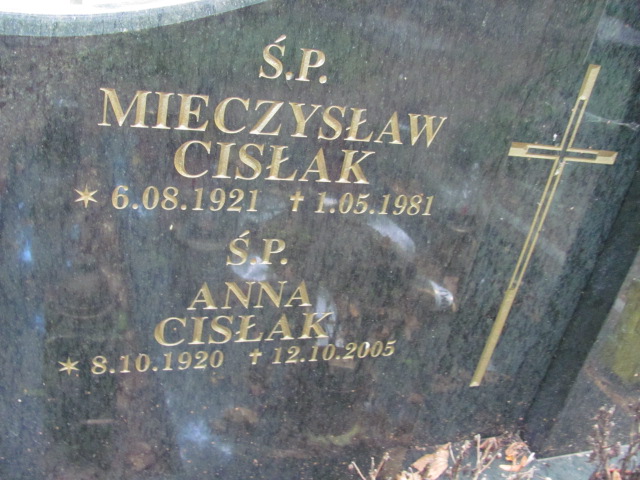 Ś.P.
MIECZYSŁAW
CISŁAK
* 6.08.1921 † 1.05.1981
Ś.P.
ANNA
CISŁAK
* 8.10.1920 † 12.10.2005